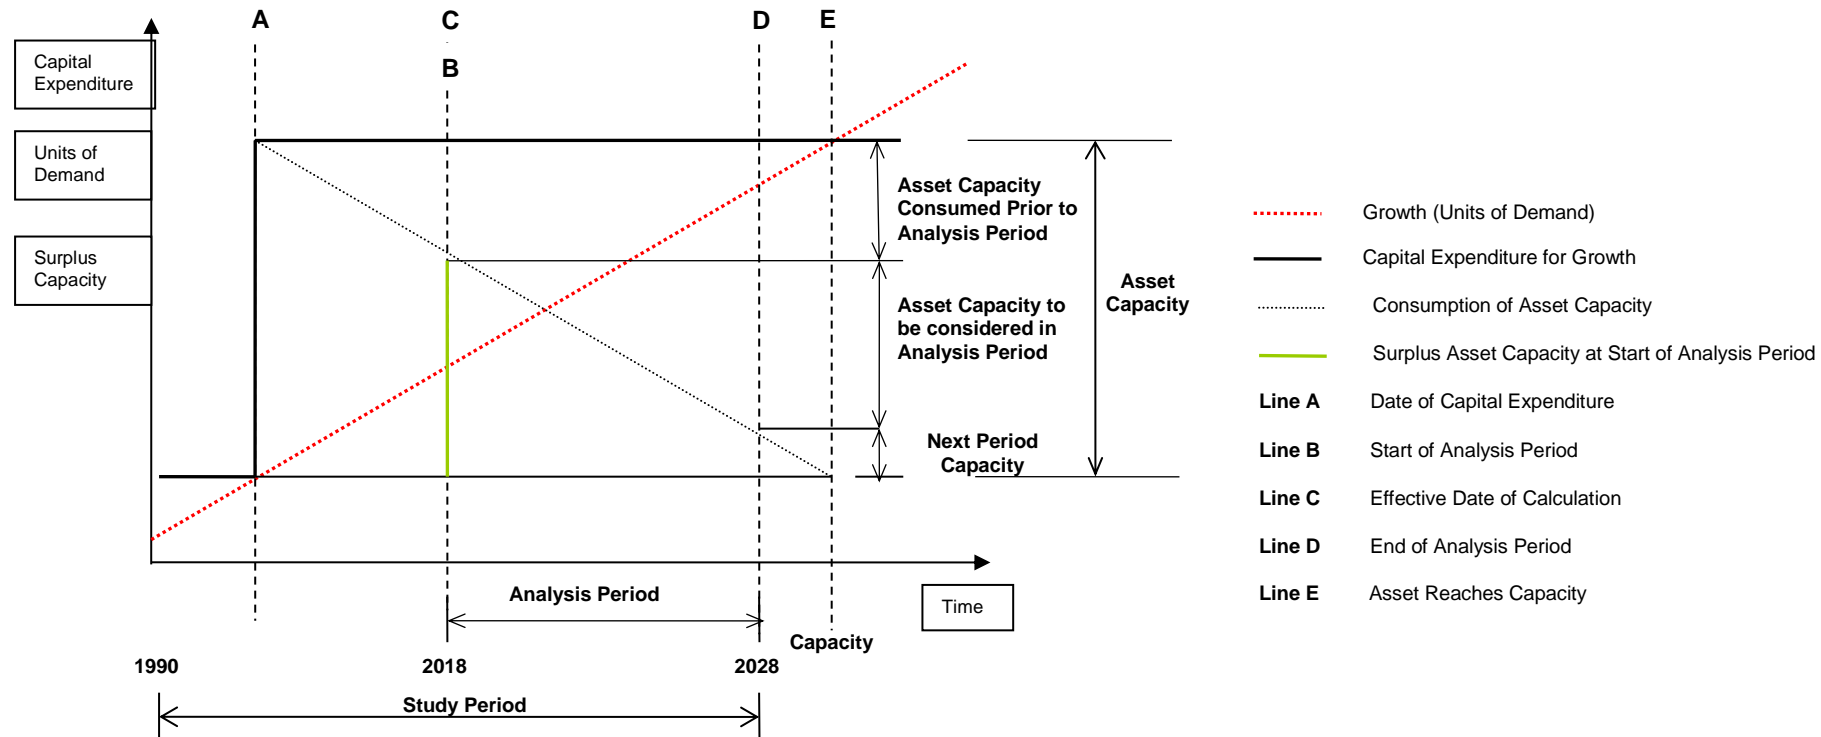 A
C
D
E
B
Capital
Expenditure
Units of
Demand
Surplus
Capacity
Asset Capacity
Consumed Prior to
Analysis Period
Asset Capacity to
be considered in
Analysis Period
Next Period
Capacity
Asset
Capacity
Analysis Period
Time
Capacity
1990
2018
2028
Study Period
Growth (Units of Demand)
Capital Expenditure for Growth
Consumption of Asset Capacity
Surplus Asset Capacity at Start of Analysis Period
Line A Date of Capital Expenditure
Line B Start of Analysis Period
Line C Effective Date of Calculation
Line D End of Analysis Period
Line E Asset Reaches Capacity